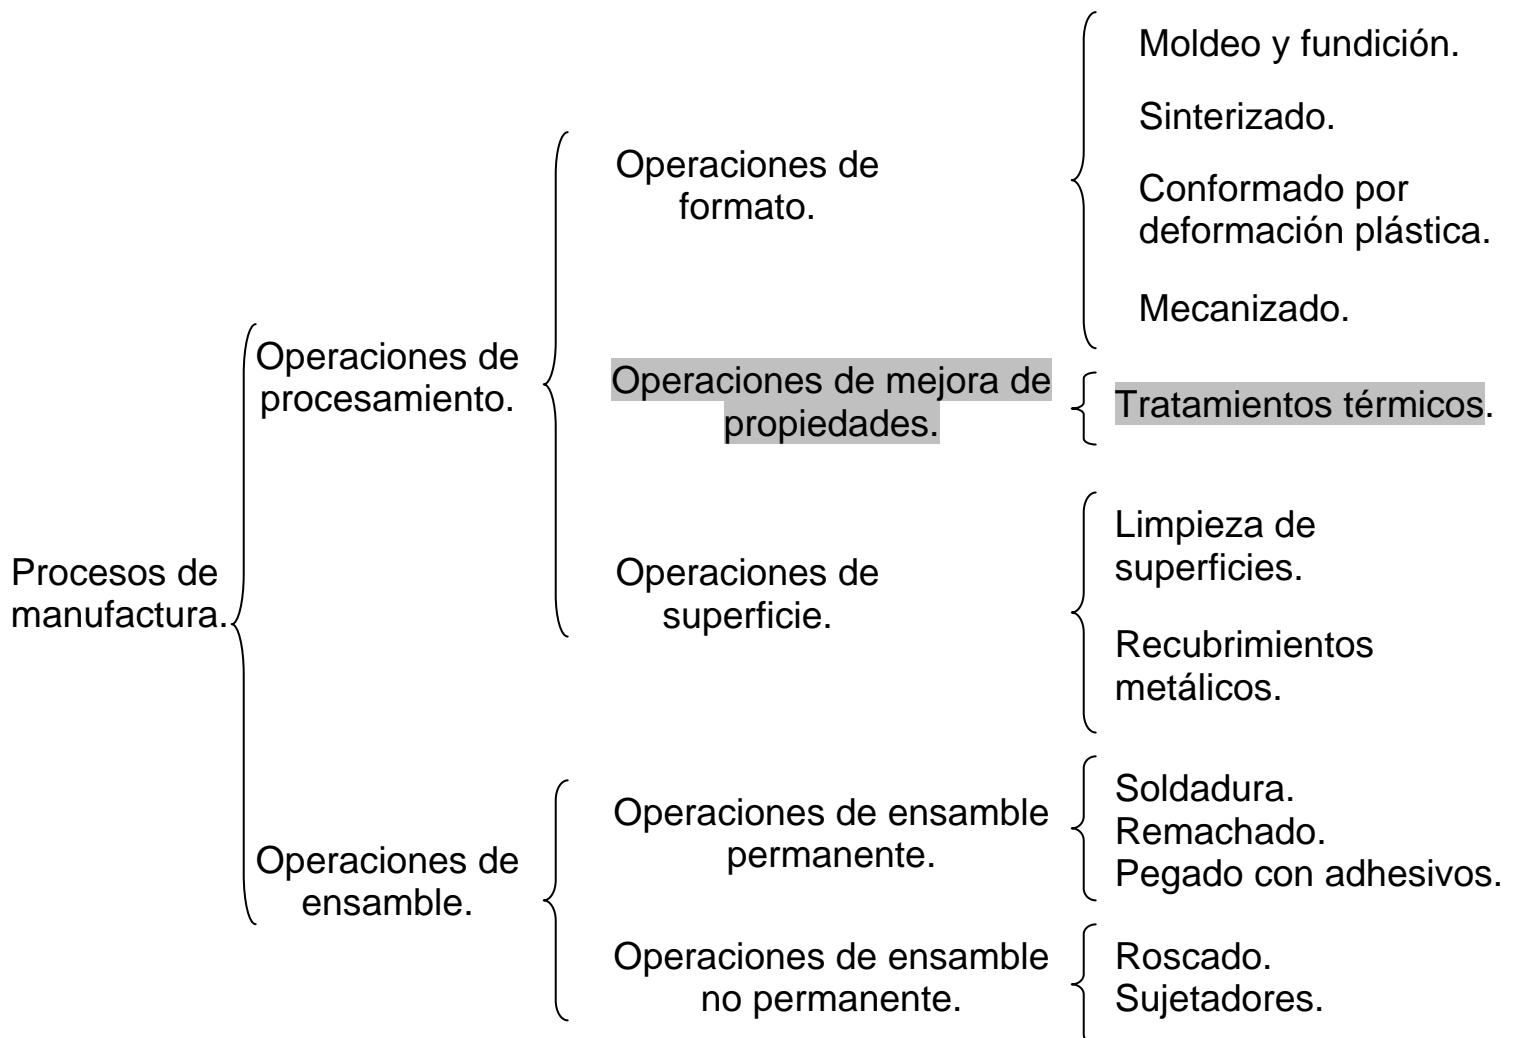 Procesos de
manufactura.
Operaciones de
procesamiento.
Operaciones de
formato.
Moldeo y fundición.
Sinterizado.
Conformado por
deformación plástica.
Mecanizado.
Operaciones de mejora de
propiedades.
Tratamientos térmicos.
Operaciones de
superficie.
Limpieza de
superficies.
Recubrimientos
metálicos.
Operaciones de
ensamble.
Operaciones de ensamble
permanente.
Soldadura.
Remachado.
Pegado con adhesivos.
Operaciones de ensamble
no permanente.
Roscado.
Sujetadores.